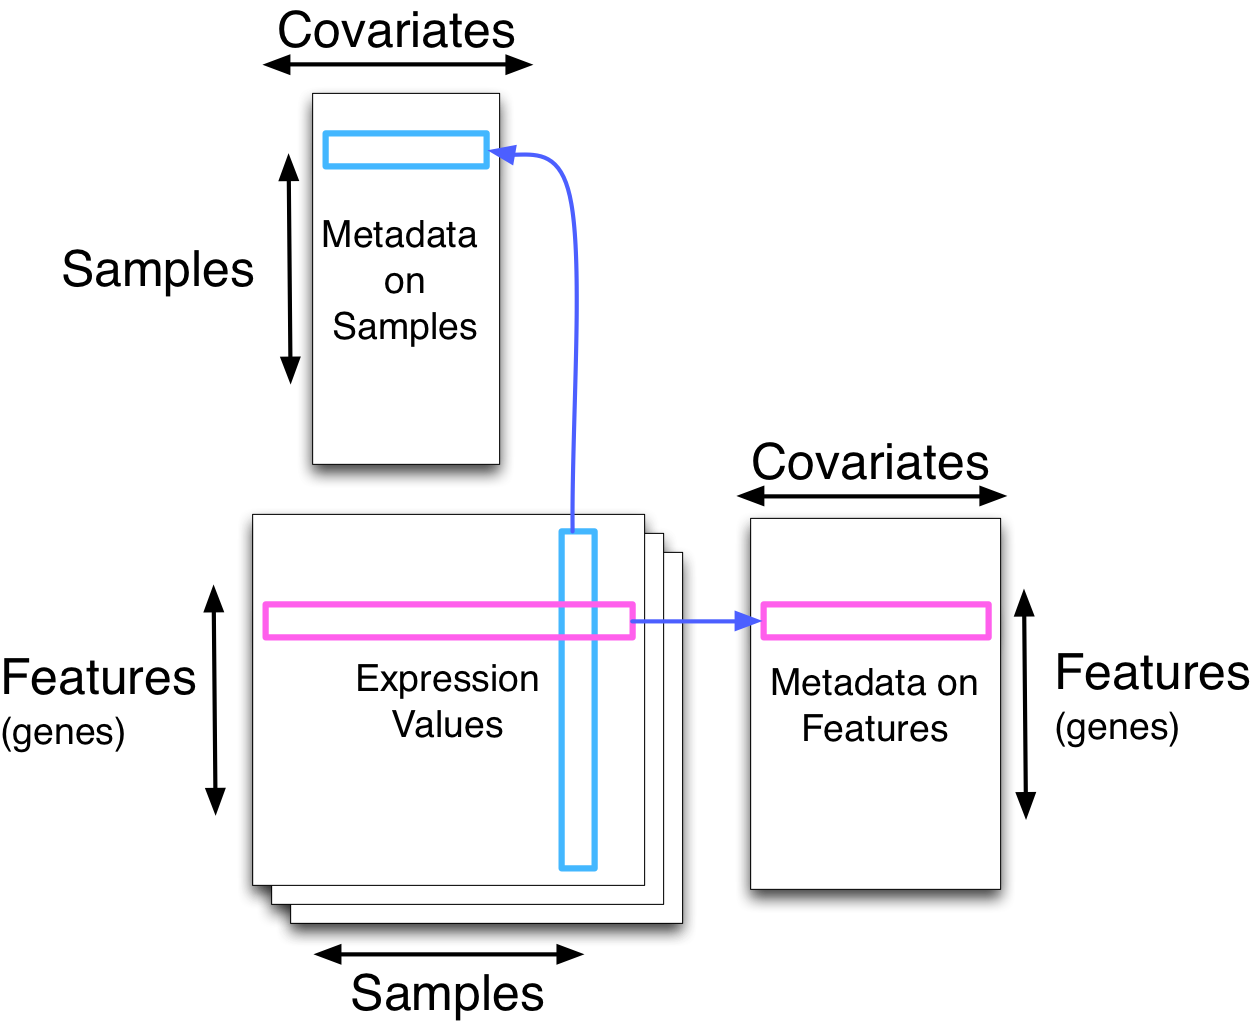 Covariates
Samples
Metadata
on
Samples
Covariates
Features
(genes)
Expression
Values
Metadata on
Features
Features
(genes)
Samples